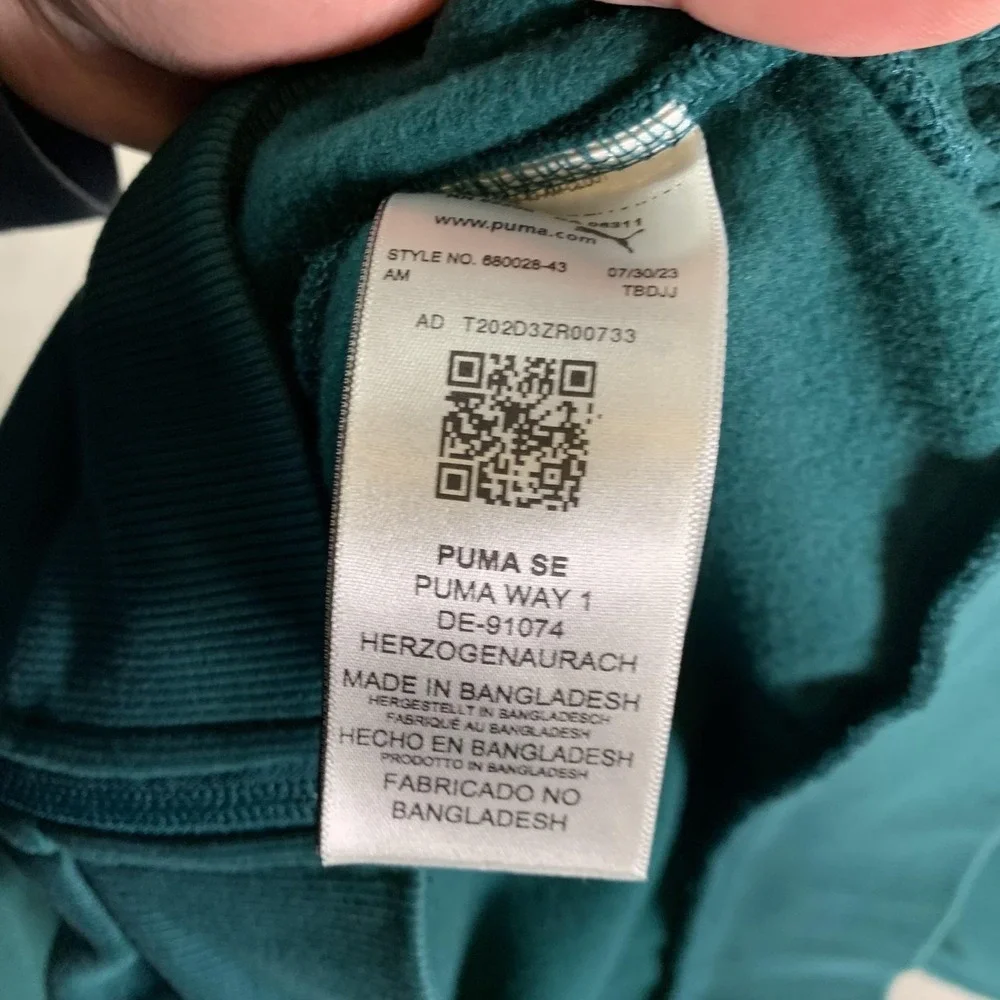 www.puma.com
STYLE NO. 680028-43 07/30/23
AM TBDJJ
AD T202D3ZR00733
PUMA SE
PUMA WAY 1
DE-91074
HERZOGENAURACH
MADE IN BANGLADESH
HERGESTELLT IN BANGLADESCH
FABRIQUÉ AU BANGLADESH
HECHO EN BANGLADESH
PRODOTTO IN BANGLADESH
FABRICADO NO
BANGLADESH